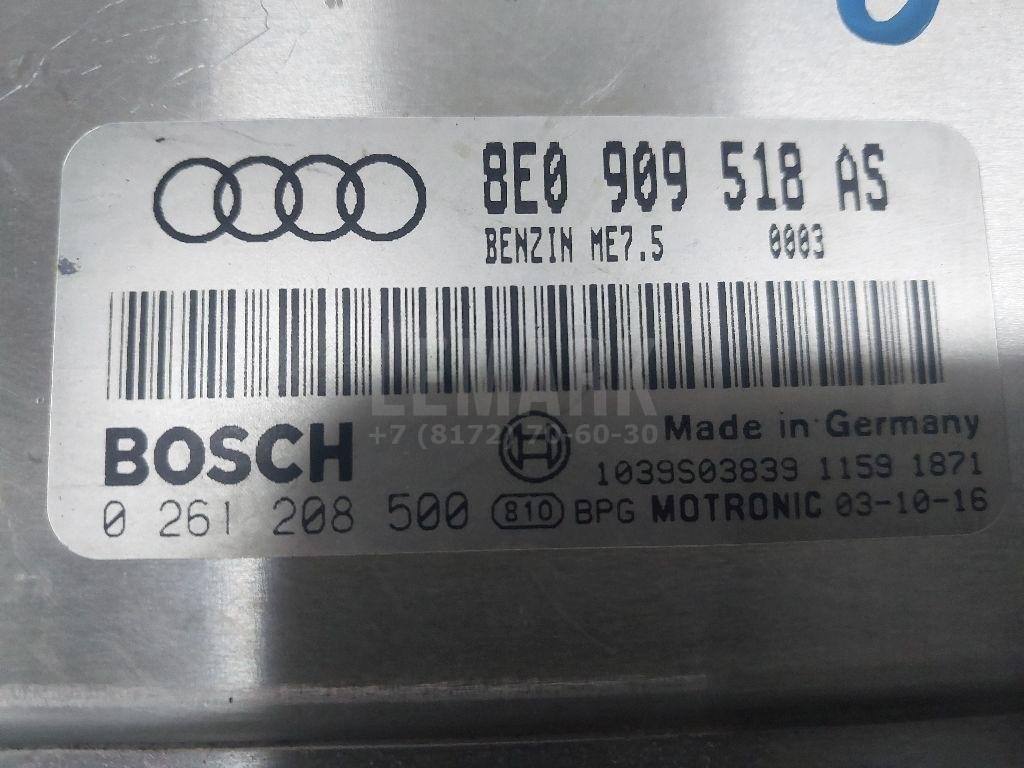 8E0 909 518 AS
BENZIN ME7.5 0003
LEMARK
+7 (8172) 70-60-30
BOSCH Made in Germany
1039S03839 1159 1871
0 261 208 500 810 BPG MOTRONIC 03-10-16